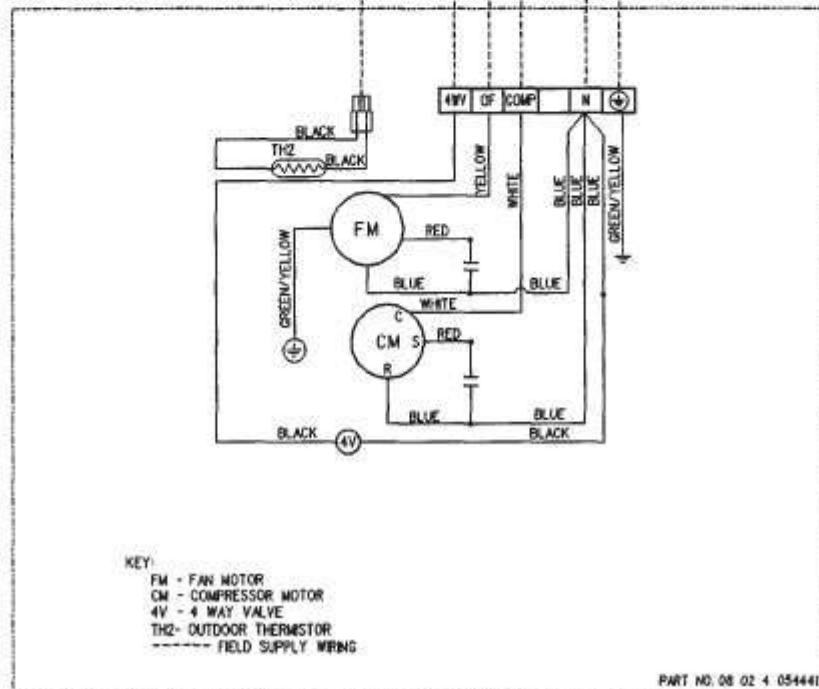 4WV OF COMP N
BLACK
TH2
BLACK
YELLOW
WHITE
BLUE
BLUE
BLUE
GREEN/YELLOW
FM
RED
GREEN/YELLOW
BLUE
BLUE
WHITE
C
CM S
RED
R
BLUE
BLUE
BLACK
4V
BLACK
KEY:
FM - FAN MOTOR
CM - COMPRESSOR MOTOR
4V - 4 WAY VALVE
TH2- OUTDOOR THERMISTOR
------- FIELD SUPPLY WIRING
PART NO. 08 02 4 054441